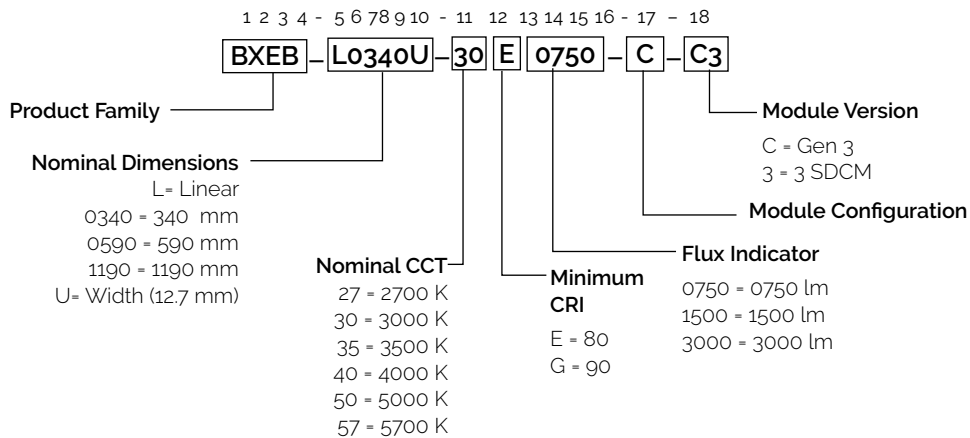 1 2 3 4 - 5 6 78 9 10 - 11 12 13 14 15 16 - 17 - 18
BXEB – L0340U – 30 E 0750 – C – C3
Product Family
Module Version
C = Gen 3
3 = 3 SDCM
Nominal Dimensions
L= Linear
0340 = 340 mm
0590 = 590 mm
1190 = 1190 mm
U= Width (12.7 mm)
Module Configuration
Flux Indicator
0750 = 0750 lm
1500 = 1500 lm
3000 = 3000 lm
Nominal CCT
27 = 2700 K
30 = 3000 K
35 = 3500 K
40 = 4000 K
50 = 5000 K
57 = 5700 K
Minimum
CRI
E = 80
G = 90